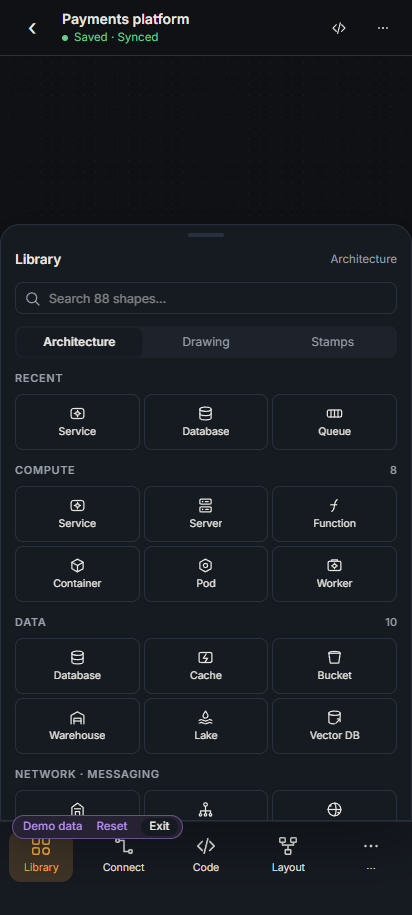 Payments platform
Saved · Synced
Library
Architecture
Search 88 shapes...
Architecture
Drawing
Stamps
RECENT
Service
Database
Queue
COMPUTE
8
Service
Server
Function
Container
Pod
Worker
DATA
10
Database
Cache
Bucket
Warehouse
Lake
Vector DB
NETWORK · MESSAGING
Demo data
Reset
Exit
Library
Connect
Code
Layout
...